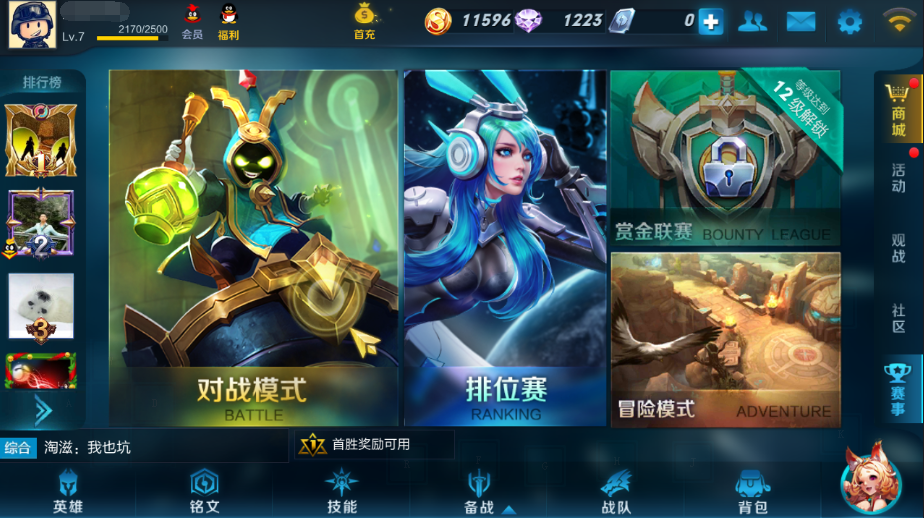 Lv.7
2170/2500
会员
福利
首充
11596
1223
0
排行榜
1
2
3
对战模式
BATTLE
排位赛
RANKING
等级达到
12级解锁
赏金联赛 BOUNTY LEAGUE
冒险模式 ADVENTURE
商城
活动
观战
社区
赛事
综合 淘滋：我也坑
1 首胜奖励可用
英雄
铭文
技能
备战
战队
背包